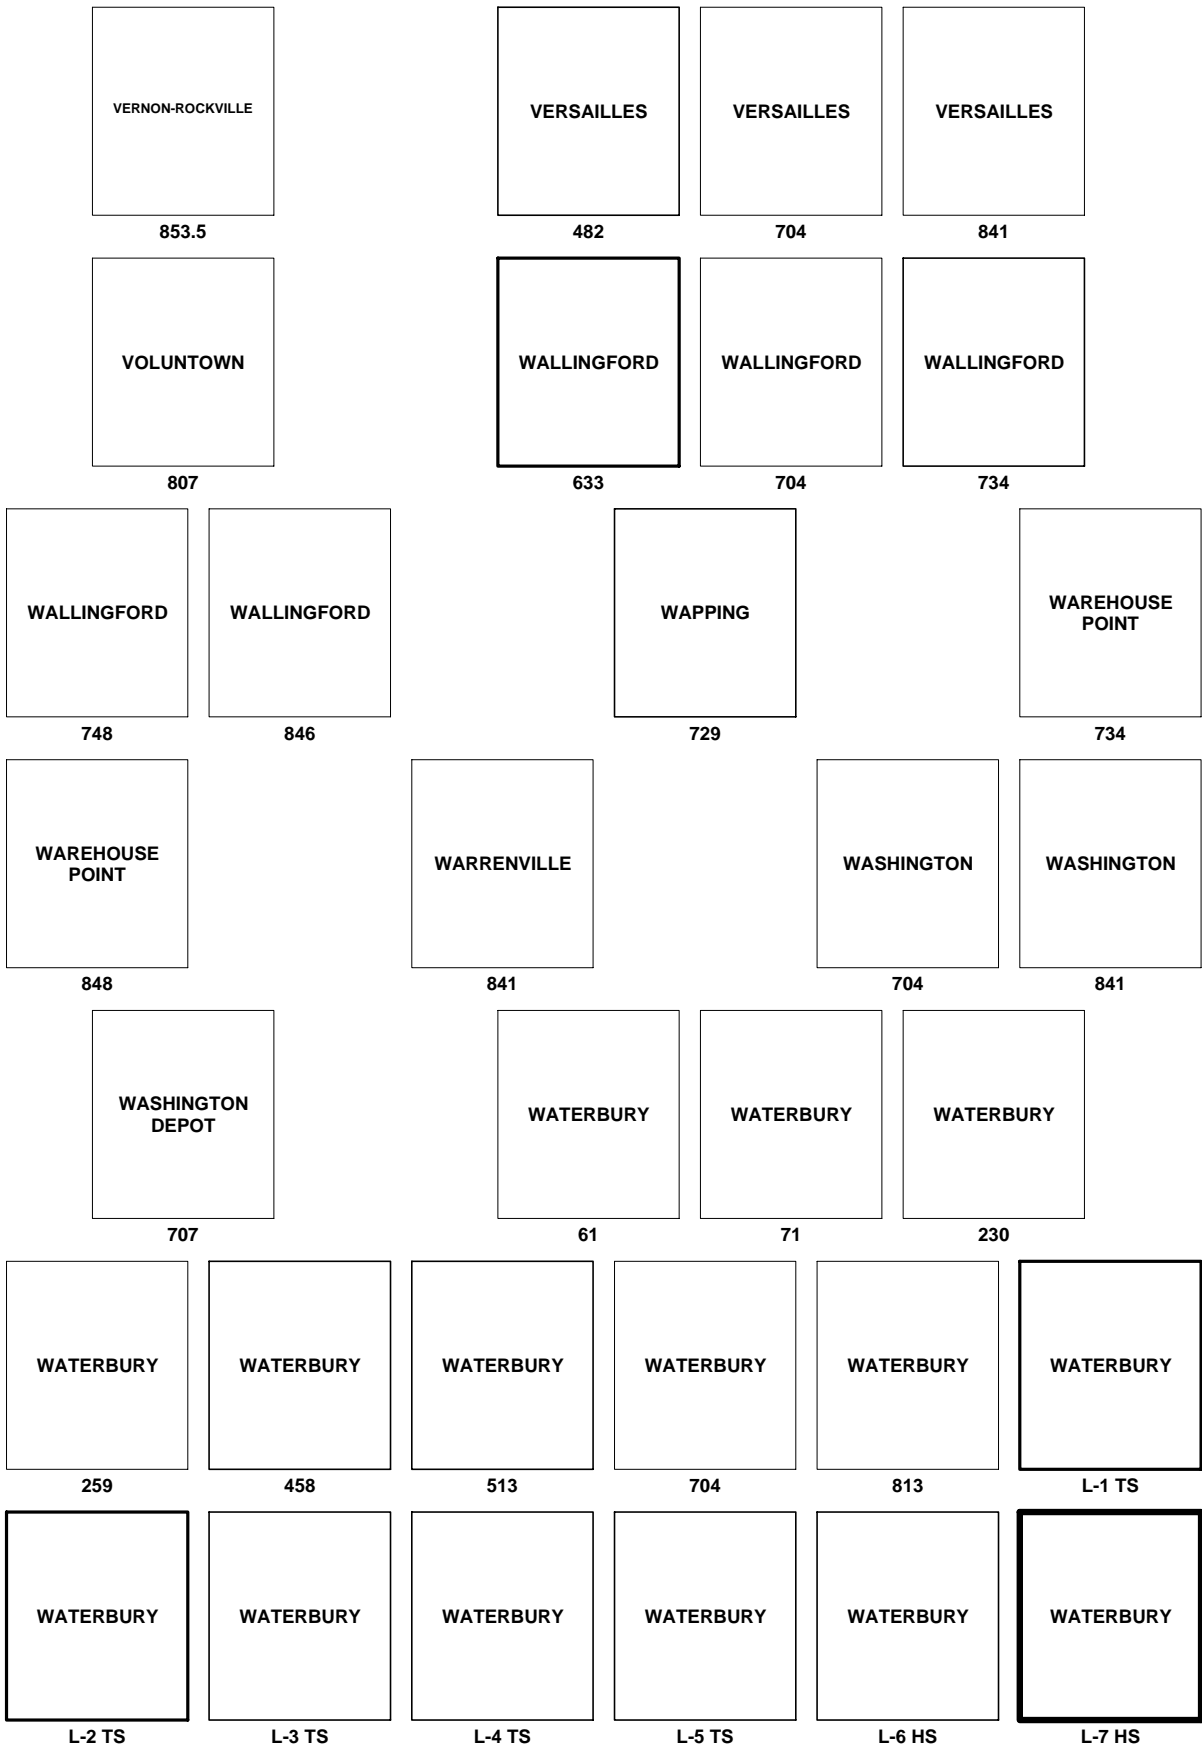 VERNON-ROCKVILLE
VERSAILLES
VERSAILLES
VERSAILLES
853.5
482
704
841
VOLUNTOWN
WALLINGFORD
WALLINGFORD
WALLINGFORD
807
633
704
734
WALLINGFORD
WALLINGFORD
WAPPING
WAREHOUSE
POINT
748
846
729
734
WAREHOUSE
POINT
WARRENVILLE
WASHINGTON
WASHINGTON
848
841
704
841
WASHINGTON
DEPOT
WATERBURY
WATERBURY
WATERBURY
707
61
71
230
WATERBURY
WATERBURY
WATERBURY
WATERBURY
WATERBURY
WATERBURY
259
458
513
704
813
L-1 TS
WATERBURY
WATERBURY
WATERBURY
WATERBURY
WATERBURY
WATERBURY
L-2 TS
L-3 TS
L-4 TS
L-5 TS
L-6 HS
L-7 HS